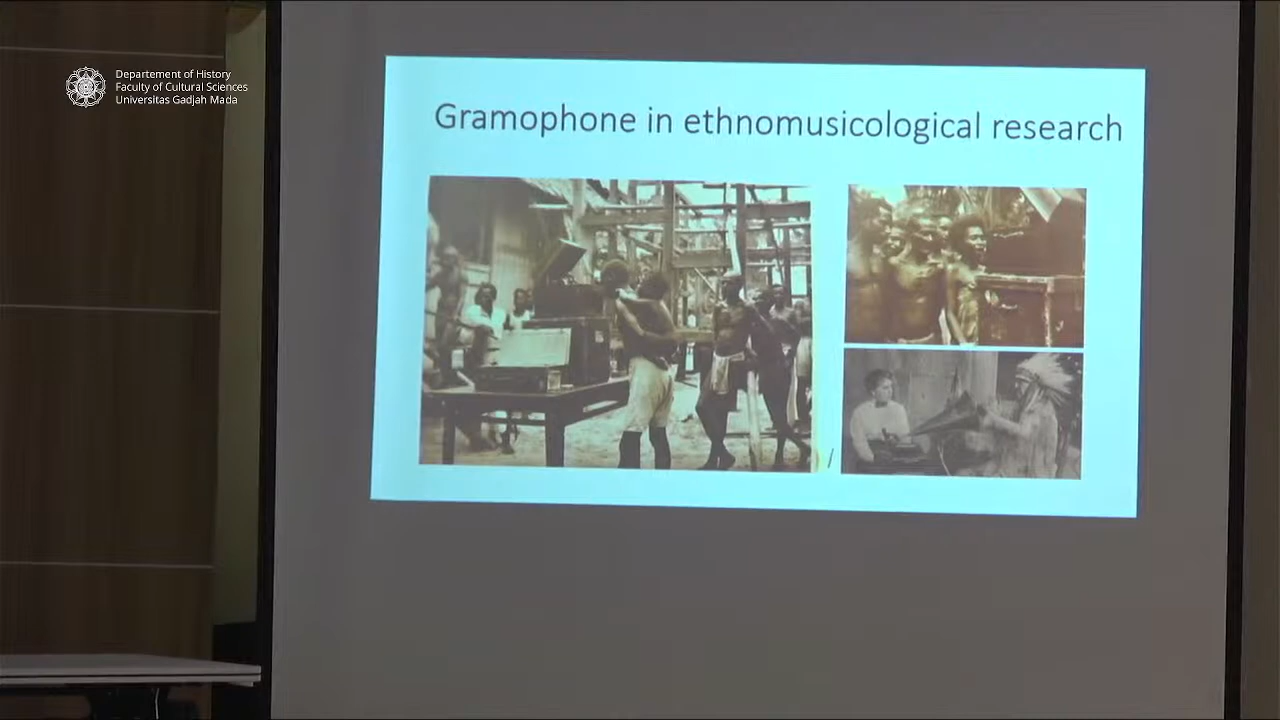 Departement of History
Faculty of Cultural Sciences
Universitas Gadjah Mada
Gramophone in ethnomusicological research
/